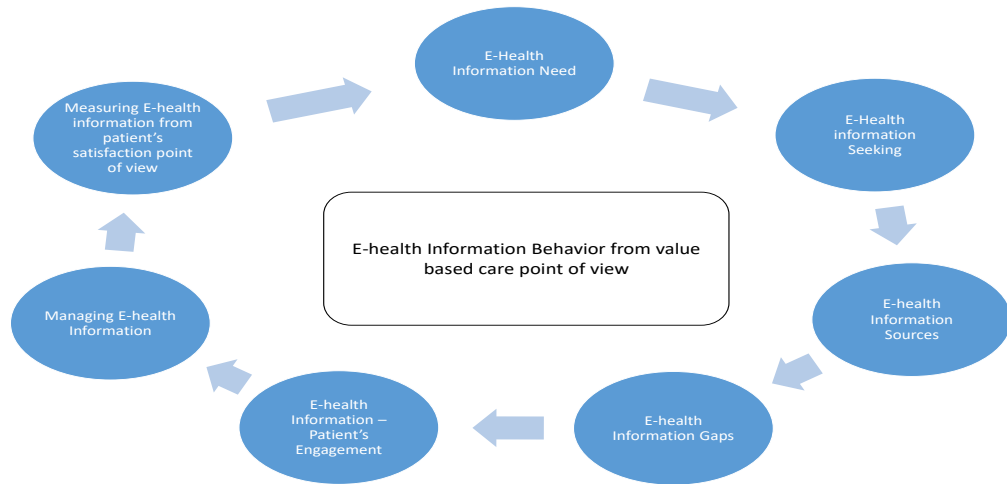 E-Health
Information Need
E-Health
information
Seeking
E-health
Information
Sources
E-health
Information Gaps
E-health
Information –
Patient's
Engagement
Managing E-health
Information
Measuring E-health
information from
patient's
satisfaction point
of view
E-health Information Behavior from value
based care point of view